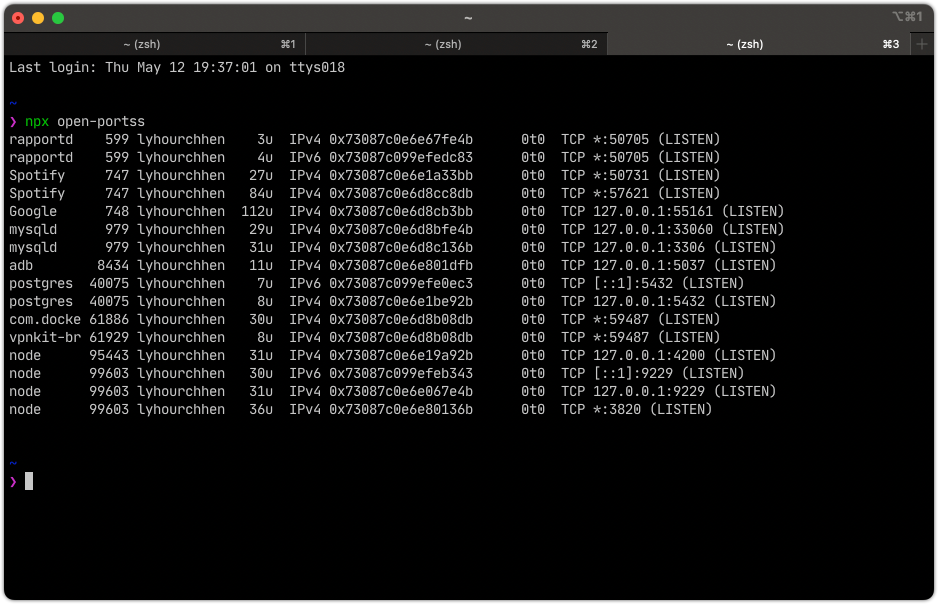 ~
⌥⌘1
~ (zsh) ⌘1 ~ (zsh) ⌘2 ~ (zsh) ⌘3 +
Last login: Thu May 12 19:37:01 on ttys018
~
❯ npx open-portss
rapportd    599 lyhourchhen    3u  IPv4 0x73087c0e6e67fe4b      0t0  TCP *:50705 (LISTEN)
rapportd    599 lyhourchhen    4u  IPv6 0x73087c099efedc83      0t0  TCP *:50705 (LISTEN)
Spotify     747 lyhourchhen   27u  IPv4 0x73087c0e6e1a33bb      0t0  TCP *:50731 (LISTEN)
Spotify     747 lyhourchhen   84u  IPv4 0x73087c0e6d8cc8db      0t0  TCP *:57621 (LISTEN)
Google      748 lyhourchhen  112u  IPv4 0x73087c0e6d8cb3bb      0t0  TCP 127.0.0.1:55161 (LISTEN)
mysqld      979 lyhourchhen   29u  IPv4 0x73087c0e6d8bfe4b      0t0  TCP 127.0.0.1:33060 (LISTEN)
mysqld      979 lyhourchhen   31u  IPv4 0x73087c0e6d8c136b      0t0  TCP 127.0.0.1:3306 (LISTEN)
adb        8434 lyhourchhen   11u  IPv4 0x73087c0e6e801dfb      0t0  TCP 127.0.0.1:5037 (LISTEN)
postgres  40075 lyhourchhen    7u  IPv6 0x73087c099efe0ec3      0t0  TCP [::1]:5432 (LISTEN)
postgres  40075 lyhourchhen    8u  IPv4 0x73087c0e6e1be92b      0t0  TCP 127.0.0.1:5432 (LISTEN)
com.docke 61886 lyhourchhen   30u  IPv4 0x73087c0e6d8b08db      0t0  TCP *:59487 (LISTEN)
vpnkit-br 61929 lyhourchhen    8u  IPv4 0x73087c0e6d8b08db      0t0  TCP *:59487 (LISTEN)
node      95443 lyhourchhen   31u  IPv4 0x73087c0e6e19a92b      0t0  TCP 127.0.0.1:4200 (LISTEN)
node      99603 lyhourchhen   30u  IPv6 0x73087c099efeb343      0t0  TCP [::1]:9229 (LISTEN)
node      99603 lyhourchhen   31u  IPv4 0x73087c0e6e067e4b      0t0  TCP 127.0.0.1:9229 (LISTEN)
node      99603 lyhourchhen   36u  IPv4 0x73087c0e6e80136b      0t0  TCP *:3820 (LISTEN)
~
❯